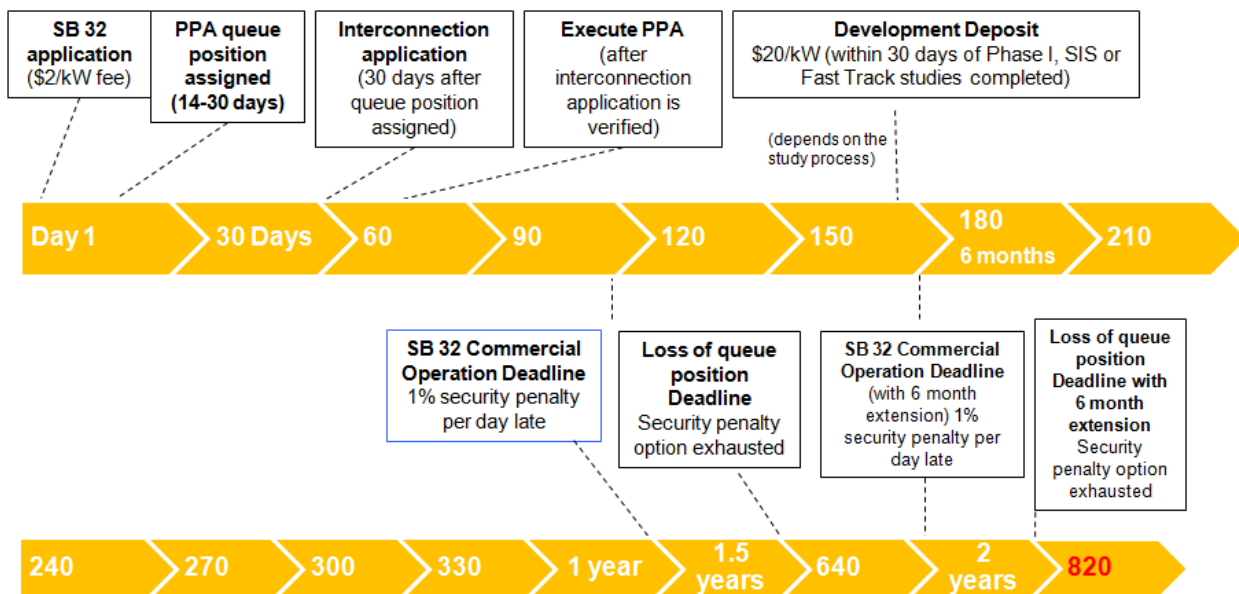 SB 32
application
($2/kW fee)
PPA queue
position
assigned
(14-30 days)
Interconnection
application
(30 days after
queue position
assigned)
Execute PPA
(after
interconnection
application is
verified)
Development Deposit
$20/kW (within 30 days of Phase I, SIS or
Fast Track studies completed)
(depends on the
study process)
Day 1
30 Days
60
90
120
150
180
6 months
210
SB 32 Commercial
Operation Deadline
1% security penalty
per day late
Loss of queue
position
Deadline
Security penalty
option exhausted
SB 32 Commercial
Operation Deadline
(with 6 month
extension) 1%
security penalty per
day late
Loss of queue
position
Deadline with
6 month
extension
Security
penalty option
exhausted
240
270
300
330
1 year
1.5
years
640
2
years
820